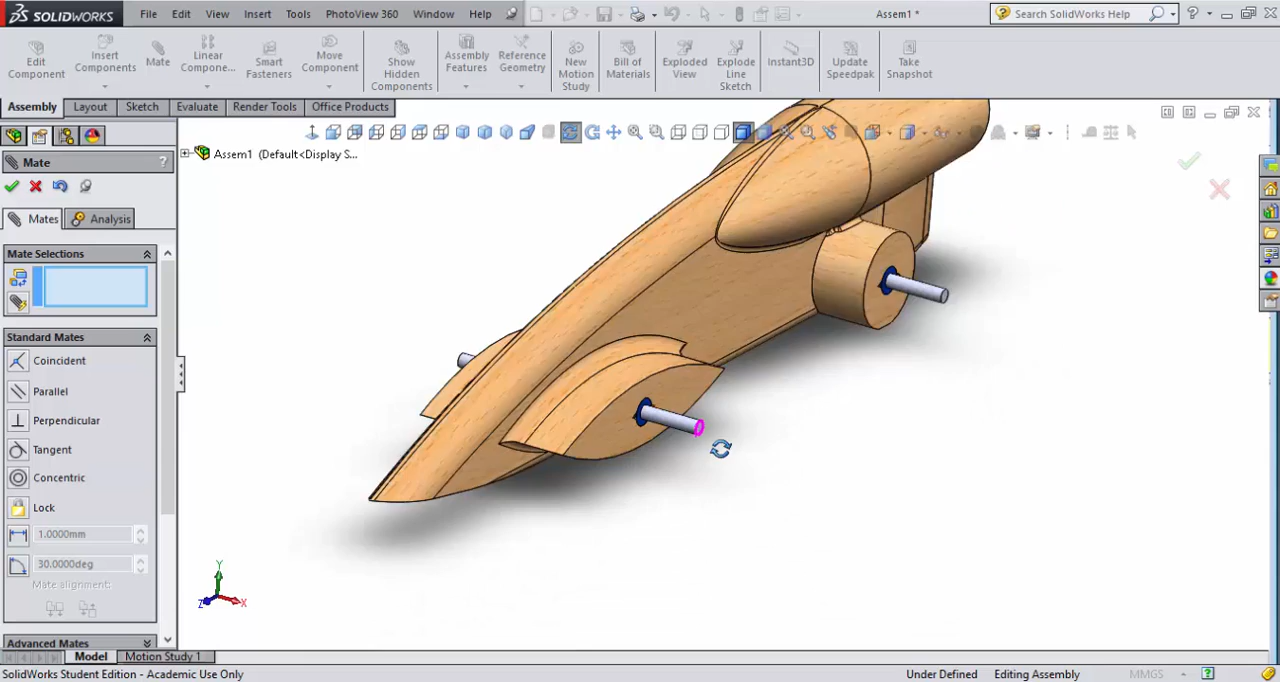 SOLIDWORKS File Edit View Insert Tools PhotoView 360 Window Help Assem1 * Search SolidWorks Help
Edit Component
Insert Components
Mate
Linear Compone...
Smart Fasteners
Move Component
Show Hidden Components
Assembly Features
Reference Geometry
New Motion Study
Bill of Materials
Exploded View
Explode Line Sketch
Instant3D
Update Speedpak
Take Snapshot
Assembly Layout Sketch Evaluate Render Tools Office Products
Assem1 (Default<Display S...
Mate ?
Mates Analysis
Mate Selections
Standard Mates
Coincident
Parallel
Perpendicular
Tangent
Concentric
Lock
1.0000mm
30.0000deg
Mate alignment:
Advanced Mates
Y
Z X
Model Motion Study 1
SolidWorks Student Edition - Academic Use Only Under Defined Editing Assembly MMGS ?